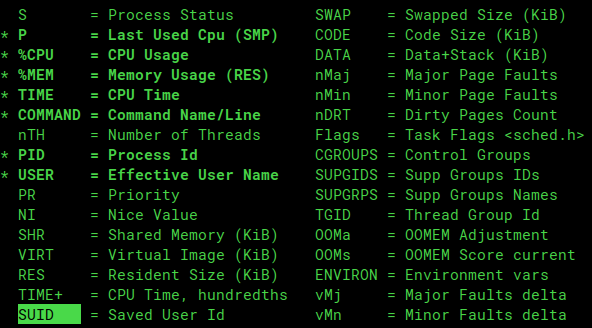 S       = Process Status          SWAP    = Swapped Size (KiB)
* P       = Last Used Cpu (SMP)     CODE    = Code Size (KiB)
* %CPU    = CPU Usage               DATA    = Data+Stack (KiB)
* %MEM    = Memory Usage (RES)      nMaj    = Major Page Faults
* TIME    = CPU Time                nMin    = Minor Page Faults
* COMMAND = Command Name/Line       nDRT    = Dirty Pages Count
nTH     = Number of Threads       Flags   = Task Flags <sched.h>
* PID     = Process Id              CGROUPS = Control Groups
* USER    = Effective User Name     SUPGIDS = Supp Groups IDs
PR      = Priority                SUPGRPS = Supp Groups Names
NI      = Nice Value              TGID    = Thread Group Id
SHR     = Shared Memory (KiB)     OOMa    = OOMEM Adjustment
VIRT    = Virtual Image (KiB)     OOMs    = OOMEM Score current
RES     = Resident Size (KiB)     ENVIRON = Environment vars
TIME+   = CPU Time, hundredths    vMj     = Major Faults delta
SUID    = Saved User Id           vMn     = Minor Faults delta